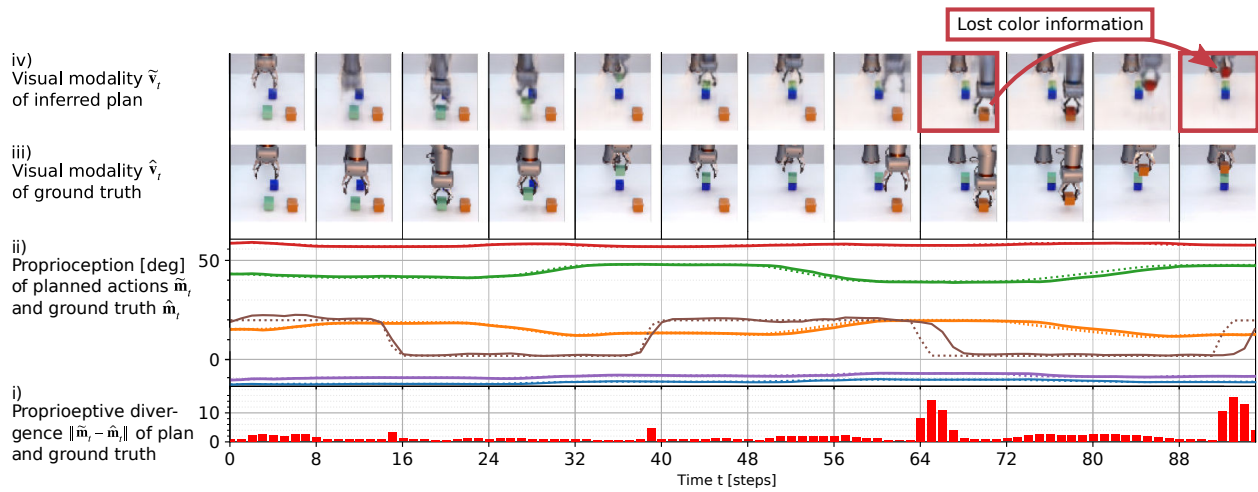 Lost color information
iv)
Visual modality ṽₜ
of inferred plan
iii)
Visual modality v̂ₜ
of ground truth
ii)
Proprioception [deg]
of planned actions m̃ₜ
and ground truth m̂ₜ
50
0
i)
Proprioeptive diver-
gence ‖m̃ₜ – m̂ₜ‖ of plan
and ground truth
10
0
0 8 16 24 32 40 48 56 64 72 80 88
Time t [steps]